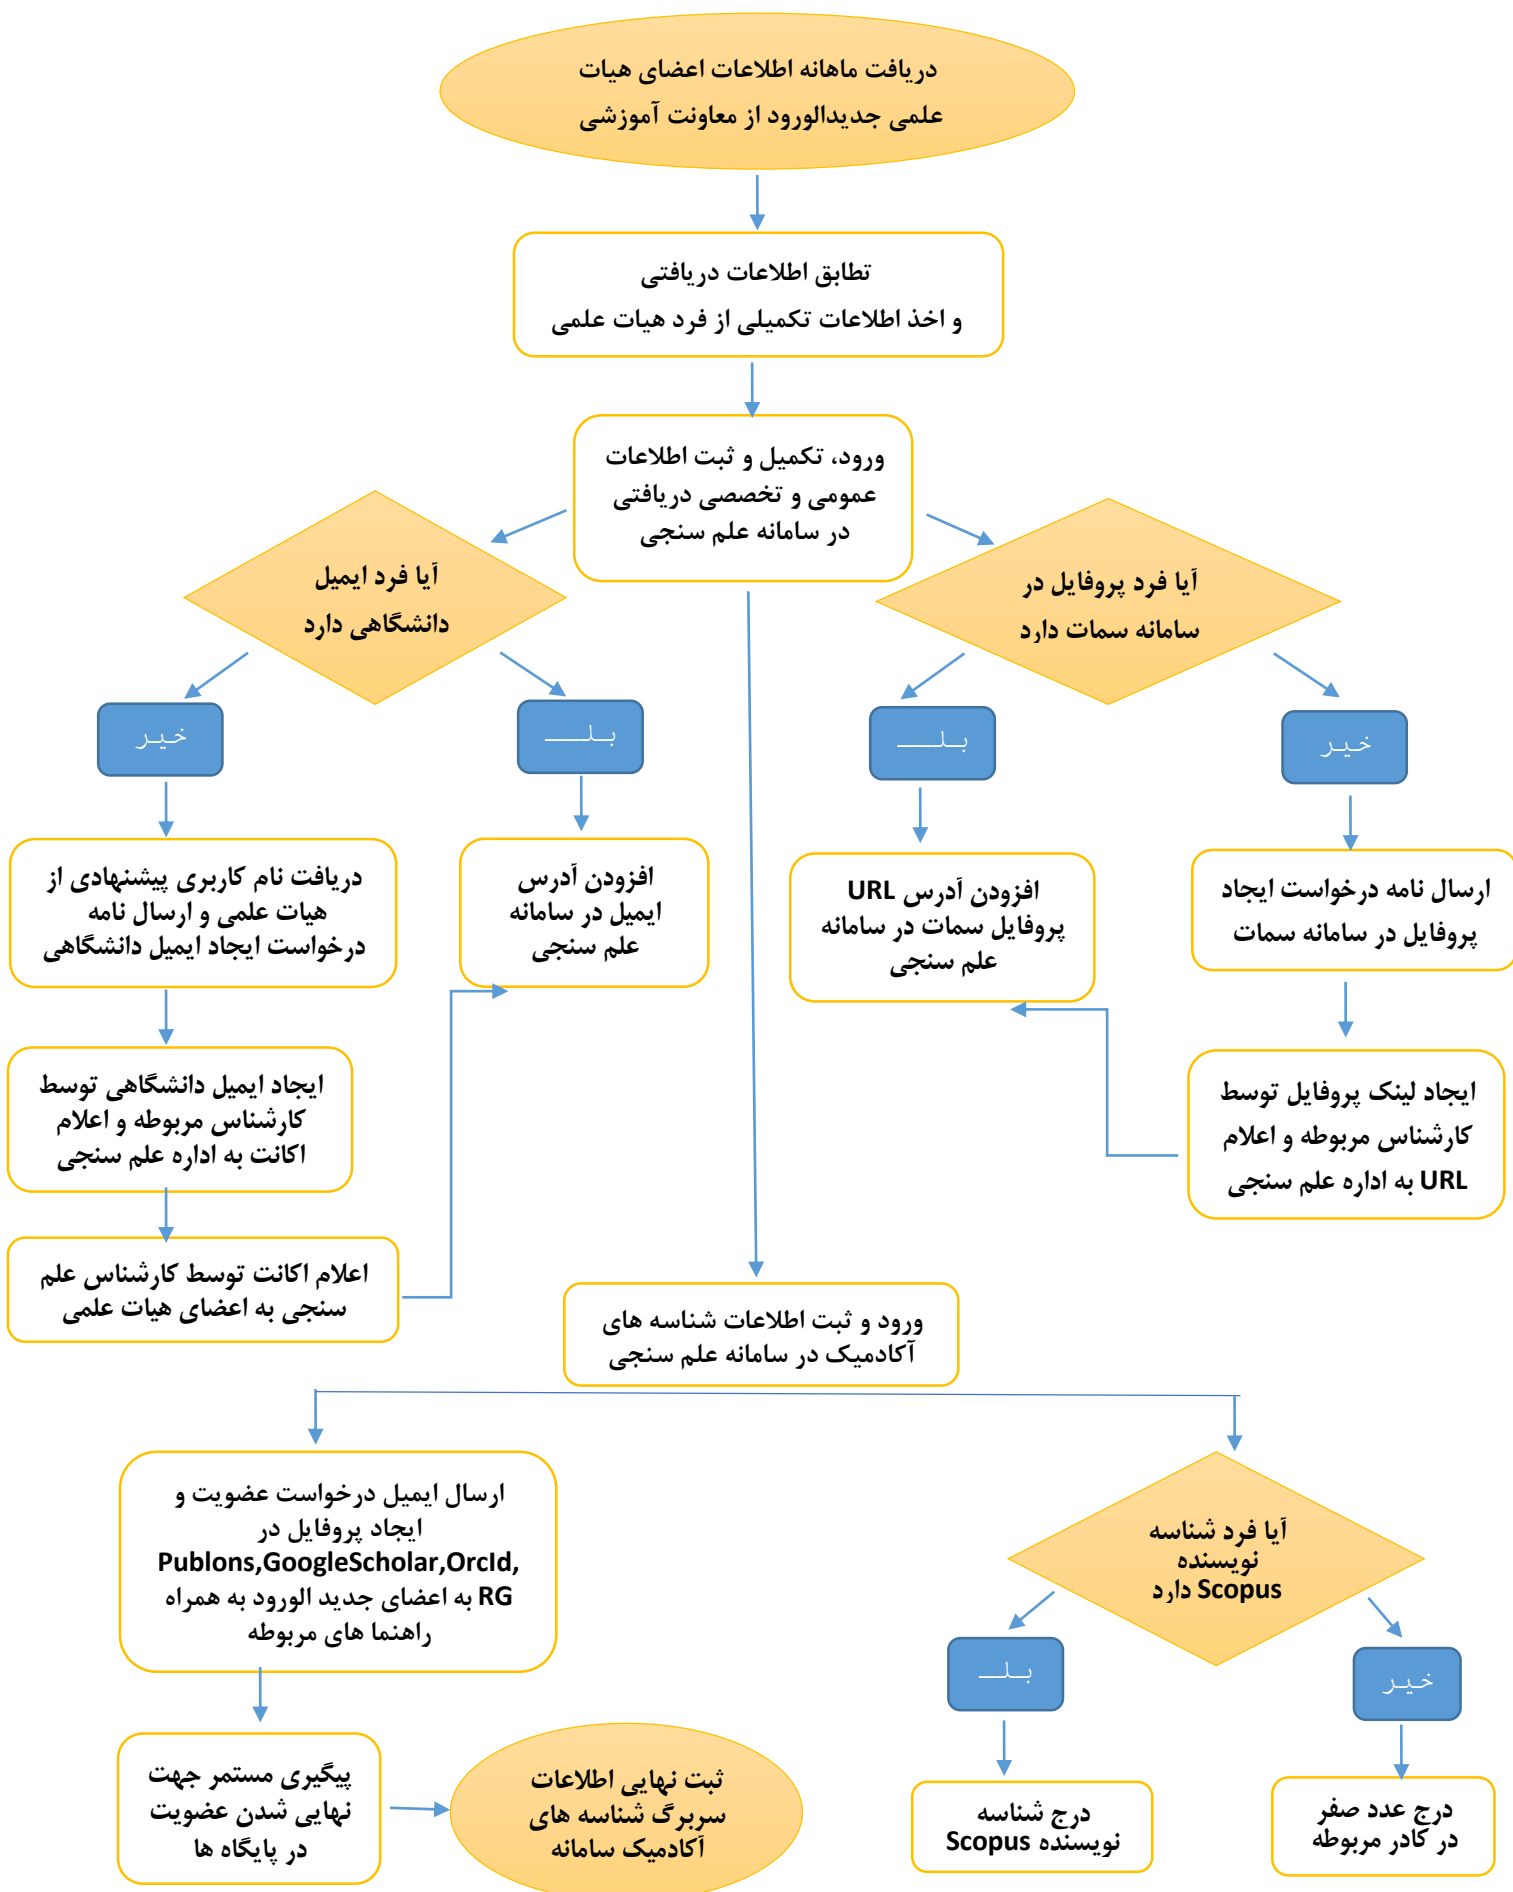 دریافت ماهانه اطلاعات اعضای هیات
علمی جدیدالورود از معاونت آموزشی
تطابق اطلاعات دریافتی
و اخذ اطلاعات تکمیلی از فرد هیات علمی
ورود، تکمیل و ثبت اطلاعات
عمومی و تخصصی دریافتی
در سامانه علم سنجی
آیا فرد پروفایل در
سامانه سمات دارد
آیا فرد ایمیل
دانشگاهی دارد
خیر
بلـــ
بلـــ
خیر
ارسال نامه درخواست ایجاد
پروفایل در سامانه سمات
افزودن آدرس URL
پروفایل سمات در سامانه
علم سنجی
افزودن آدرس
ایمیل در سامانه
علم سنجی
دریافت نام کاربری پیشنهادی از
هیات علمی و ارسال نامه
درخواست ایجاد ایمیل دانشگاهی
ایجاد لینک پروفایل توسط
کارشناس مربوطه و اعلام
URL به اداره علم سنجی
ایجاد ایمیل دانشگاهی توسط
کارشناس مربوطه و اعلام
اکانت به اداره علم سنجی
اعلام اکانت توسط کارشناس علم
سنجی به اعضای هیات علمی
ورود و ثبت اطلاعات شناسه های
آکادمیک در سامانه علم سنجی
آیا فرد شناسه
نویسنده
Scopus دارد
ارسال ایمیل درخواست عضویت و
ایجاد پروفایل در
Publons,GoogleScholar,OrcId,
RG به اعضای جدید الورود به همراه
راهنما های مربوطه
خیر
بلــ
درج عدد صفر
در کادر مربوطه
درج شناسه
نویسنده Scopus
پیگیری مستمر جهت
نهایی شدن عضویت
در پایگاه ها
ثبت نهایی اطلاعات
سربرگ شناسه های
آکادمیک سامانه